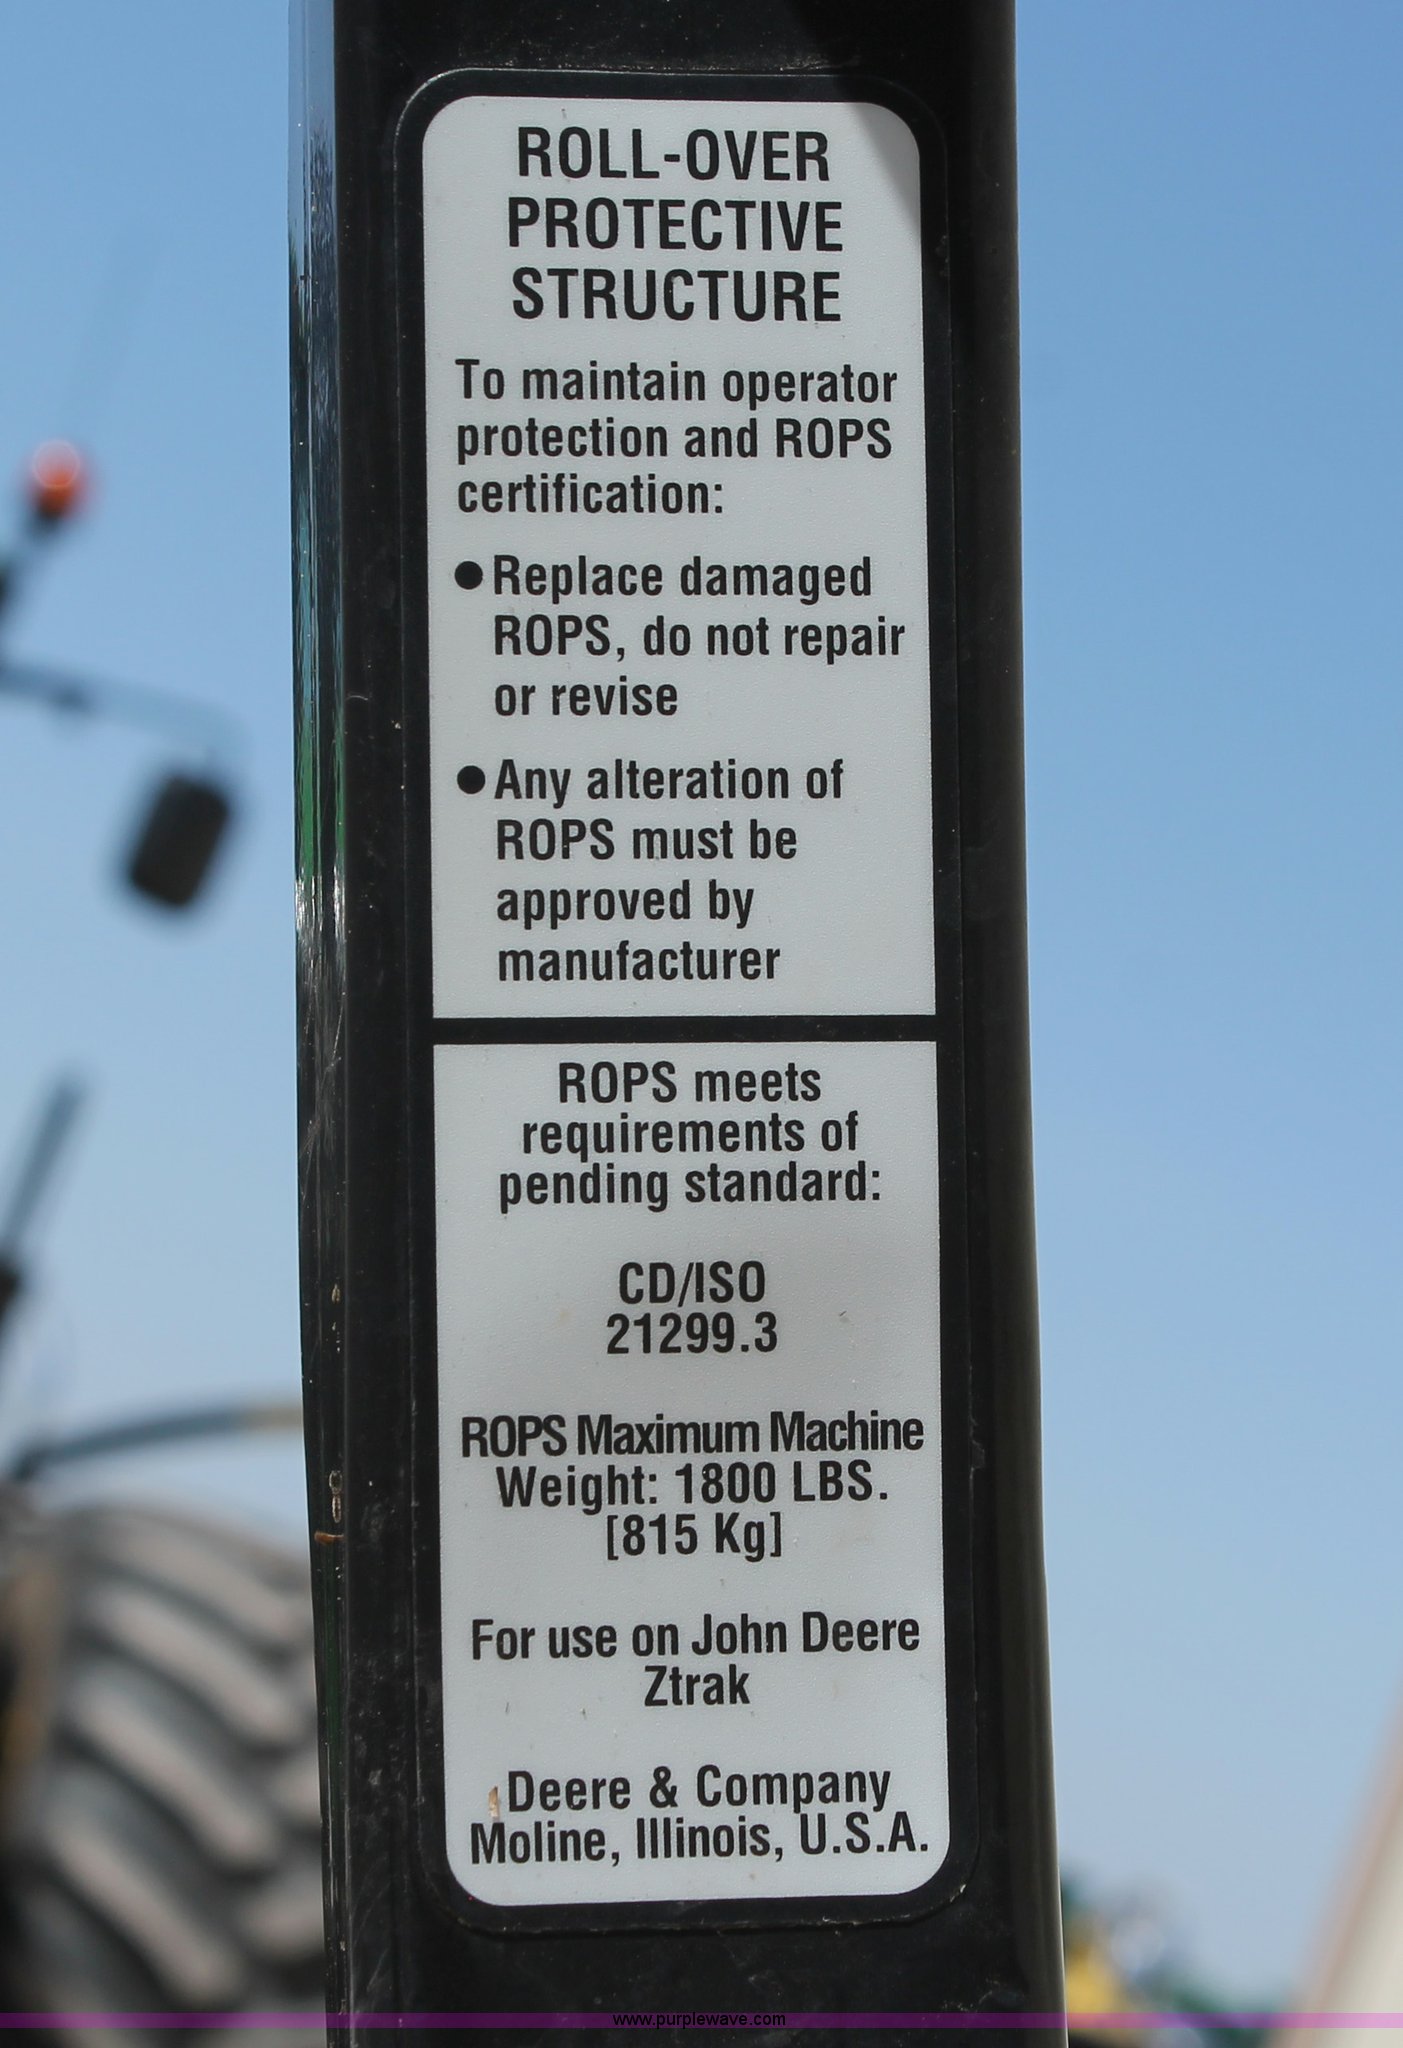 ROLL-OVER
PROTECTIVE
STRUCTURE
To maintain operator
protection and ROPS
certification:
● Replace damaged
ROPS, do not repair
or revise
● Any alteration of
ROPS must be
approved by
manufacturer
ROPS meets
requirements of
pending standard:
CD/ISO
21299.3
ROPS Maximum Machine
Weight: 1800 LBS.
[815 Kg]
For use on John Deere
Ztrak
Deere & Company
Moline, Illinois, U.S.A.
www.purplewave.com